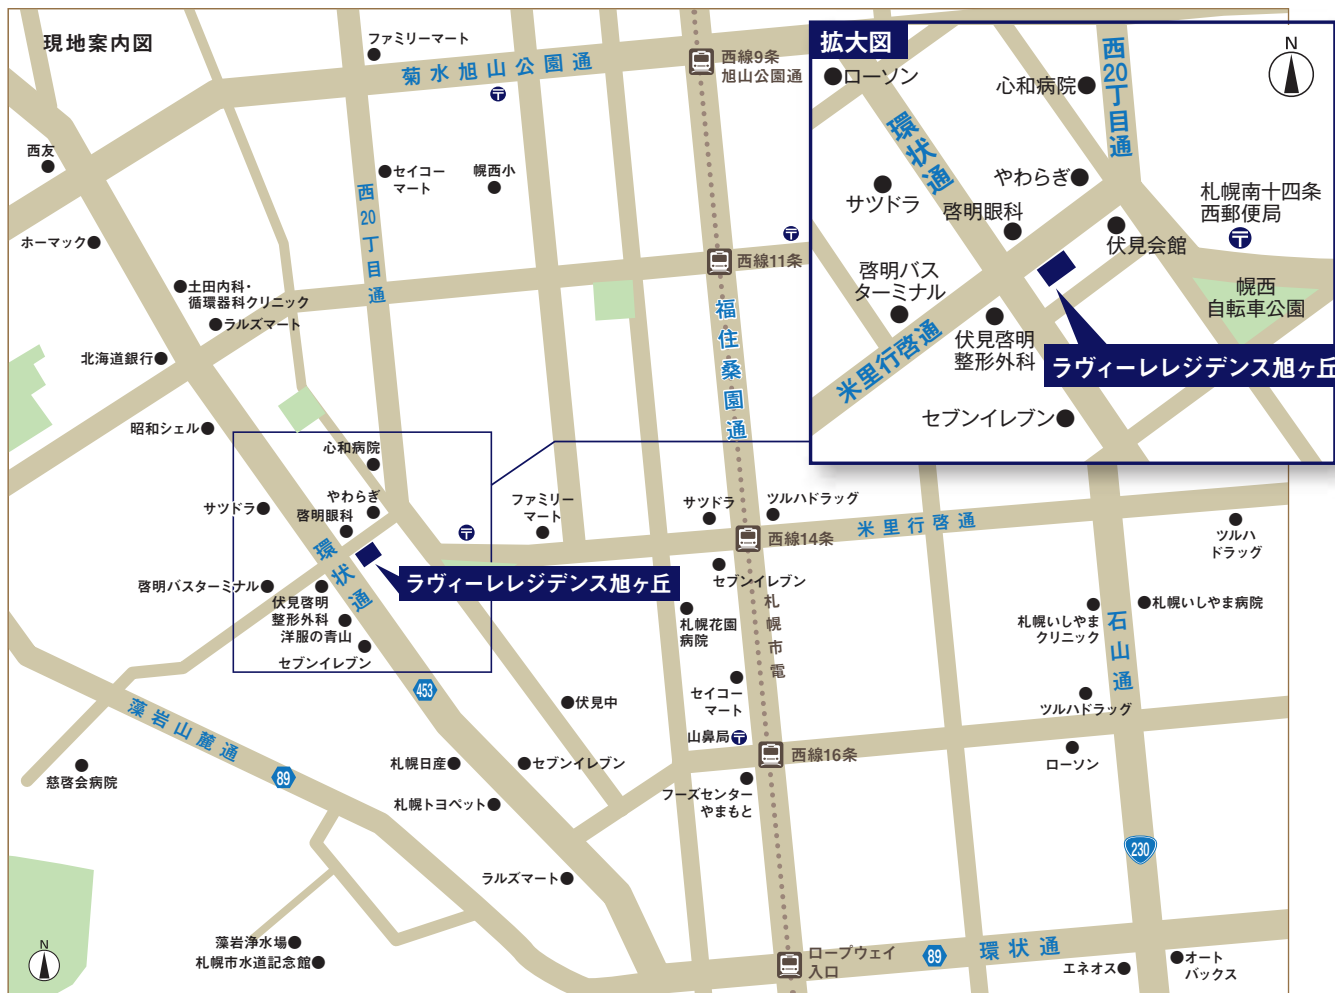 現地案内図
ファミリーマート
菊水旭山公園通
西線9条
旭山公園通
西友
セイコー
マート
幌西小
西20丁目通
ホーマック
西線11条
土田内科・
循環器科クリニック
ラルズマート
北海道銀行
福住桑園通
昭和シェル
心和病院
サツドラ
やわらぎ
啓明眼科
ファミリー
マート
サツドラ
ツルハドラッグ
西線14条
米里行啓通
ツルハ
ドラッグ
環状通
啓明バスターミナル
ラヴィーレレジデンス旭ヶ丘
伏見啓明
整形外科
洋服の青山
セブンイレブン
セブンイレブン
札幌市電
札幌花園
病院
札幌いしやま
クリニック
札幌いしやま病院
石山通
453
セイコー
マート
伏見中
ツルハドラッグ
藻岩山麓通
山鼻局
西線16条
ローソン
慈啓会病院
89
札幌日産
セブンイレブン
札幌トヨペット
フーズセンター
やまもと
230
ラルズマート
藻岩浄水場
札幌市水道記念館
N
ロープウェイ
入口
89
環状通
エネオス
オート
バックス
拡大図
N
ローソン
心和病院
西20丁目通
環状通
サツドラ
やわらぎ
啓明眼科
札幌南十四条
西郵便局
伏見会館
啓明バス
ターミナル
幌西
自転車公園
米里行啓通
伏見啓明
整形外科
ラヴィーレレジデンス旭ヶ丘
セブンイレブン